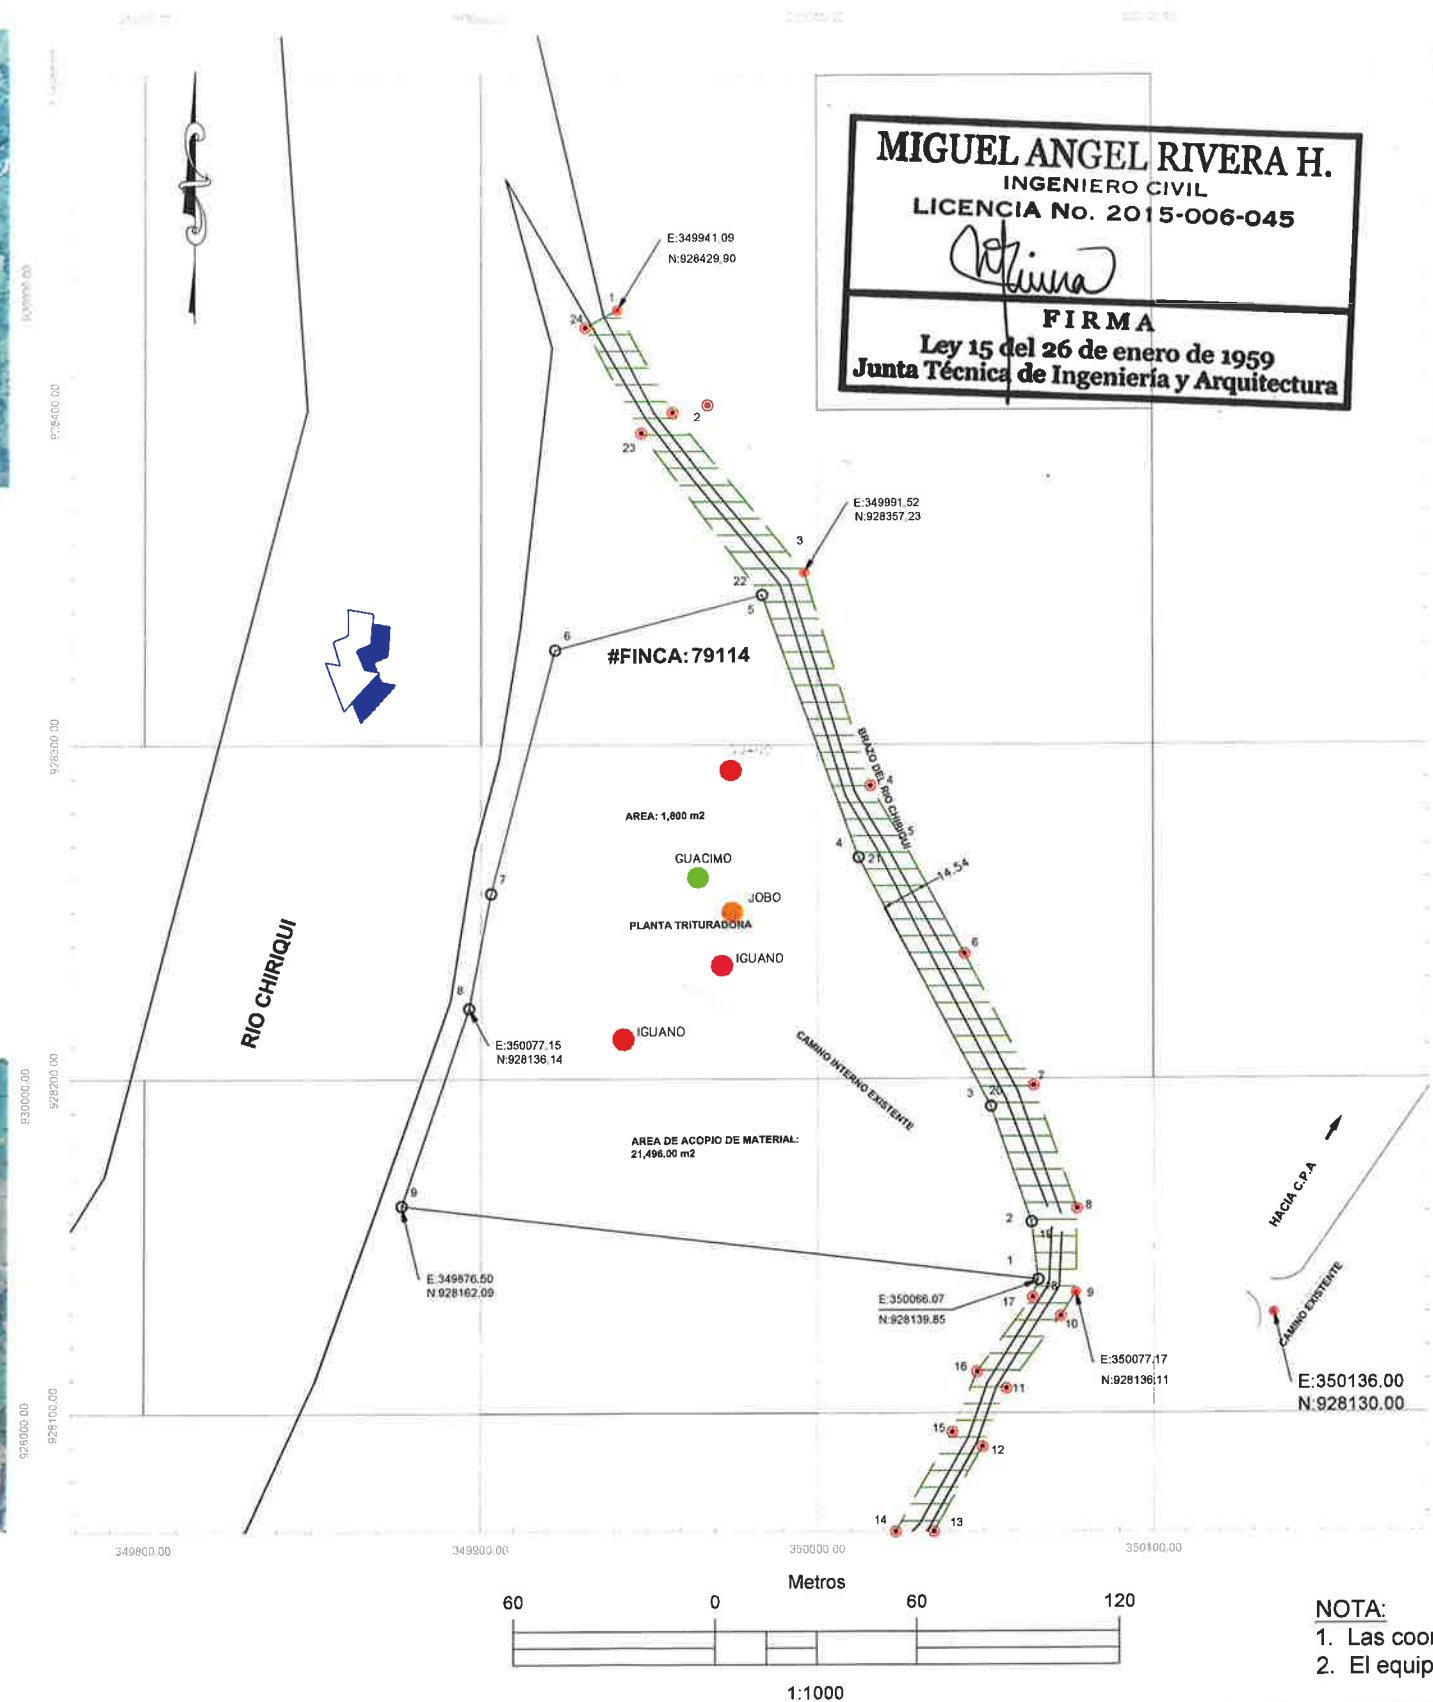 MIGUEL ANGEL RIVERA H.
INGENIERO CIVIL
LICENCIA No. 2015-006-045
FIRMA
Ley 15 del 26 de enero de 1959
Junta Técnica de Ingeniería y Arquitectura
E:349941,09
N:928429,90
1
24
2
23
E:349991,52
N:928357,23
3
22
5
6
#FINCA: 79114
928400.00
928300.00
AREA: 1,800 m2
BRAZO DEL RIO CHIRIQUI
4
5
4
21
14.54
GUACIMO
JOBO
PLANTA TRITURADONA
IGUANO
IGUANO
7
6
RIO CHIRIQUI
8
E:350077.15
N:928136,14
CAMINO INTERNO EXISTENTE
7
3
20
930000,00
928200.00
AREA DE ACOPIO DE MATERIAL:
21,496.00 m2
HACIA C.P.A
9
2
8
19
1
E:349876.50
N:928162.09
E:350066.07
N:928139.85
18
17
9
10
CAMINO EXISTENTE
16
11
E:350077,17
N:928136,11
E:350136.00
N:928130.00
928100.00
15
12
14
13
349800,00
349900,00
350000,00
350100,00
Metros
60
0
60
120
1:1000
NOTA:
1. Las coor
2. El equip